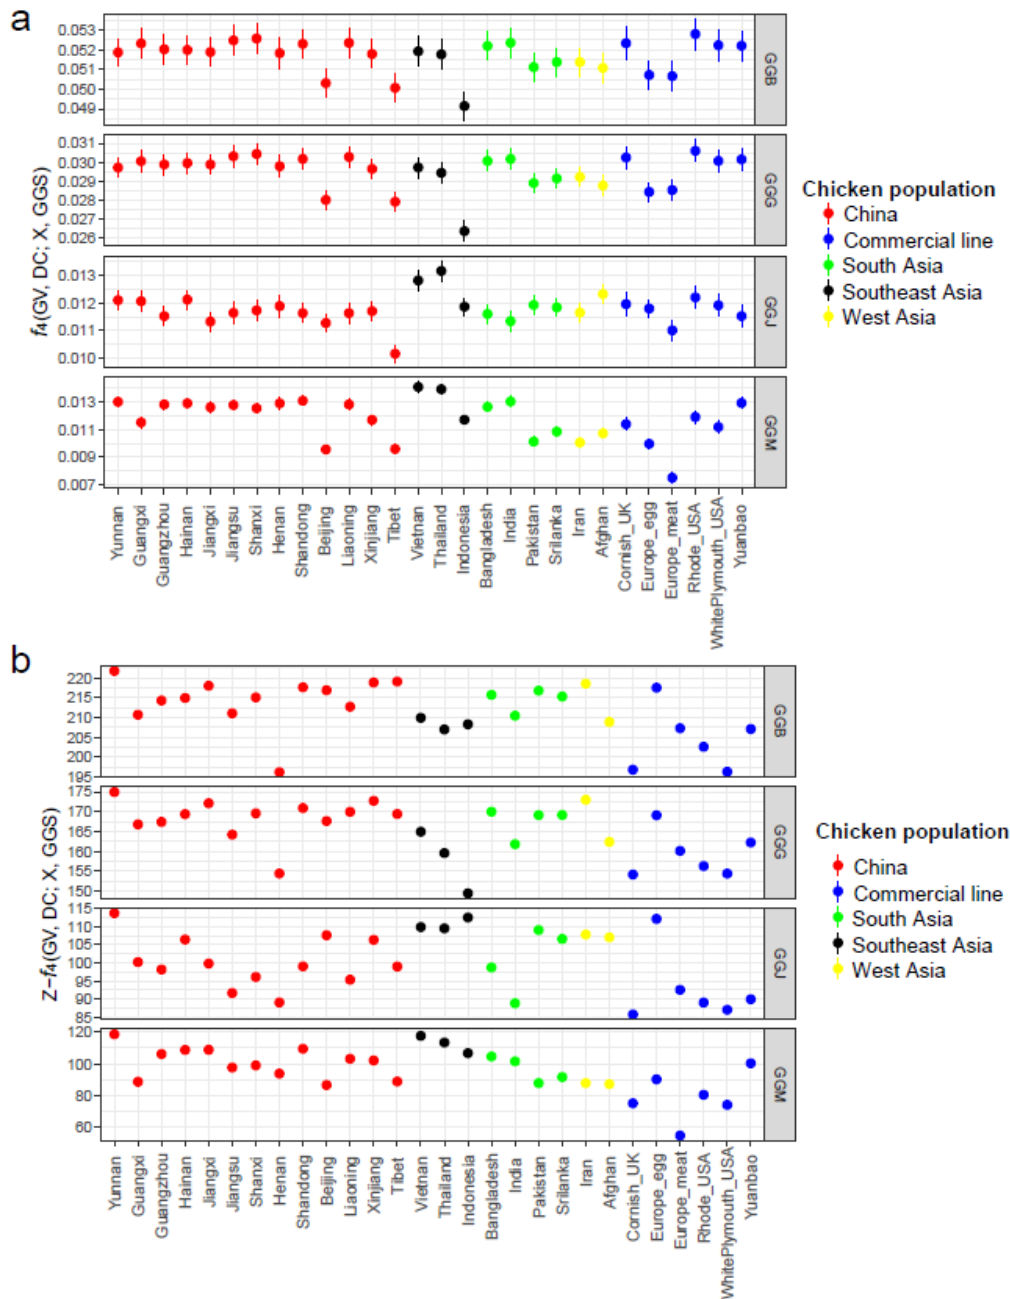 a
0.053
0.052
0.051
0.050
0.049
GGB
0.031
0.030
0.029
0.028
0.027
0.026
GGG
0.013
0.012
0.011
0.010
GGJ
0.013
0.011
0.009
0.007
GGM
f4(GV, DC; X, GGS)
Yunnan
Guangxi
Guangzhou
Hainan
Jiangxi
Jiangsu
Shanxi
Henan
Shandong
Beijing
Liaoning
Xinjiang
Tibet
Vietnam
Thailand
Indonesia
Bangladesh
India
Pakistan
Srilanka
Iran
Afghan
Cornish_UK
Europe_egg
Europe_meat
Rhode_USA
WhitePlymouth_USA
Yuanbao
Chicken population
China
Commercial line
South Asia
Southeast Asia
West Asia
b
220
215
210
205
200
195
GGB
175
170
165
160
155
150
GGG
115
110
105
100
95
90
85
GGJ
120
100
80
60
GGM
Z−f4(GV, DC; X, GGS)
Yunnan
Guangxi
Guangzhou
Hainan
Jiangxi
Jiangsu
Shanxi
Henan
Shandong
Beijing
Liaoning
Xinjiang
Tibet
Vietnam
Thailand
Indonesia
Bangladesh
India
Pakistan
Srilanka
Iran
Afghan
Cornish_UK
Europe_egg
Europe_meat
Rhode_USA
WhitePlymouth_USA
Yuanbao
Chicken population
China
Commercial line
South Asia
Southeast Asia
West Asia